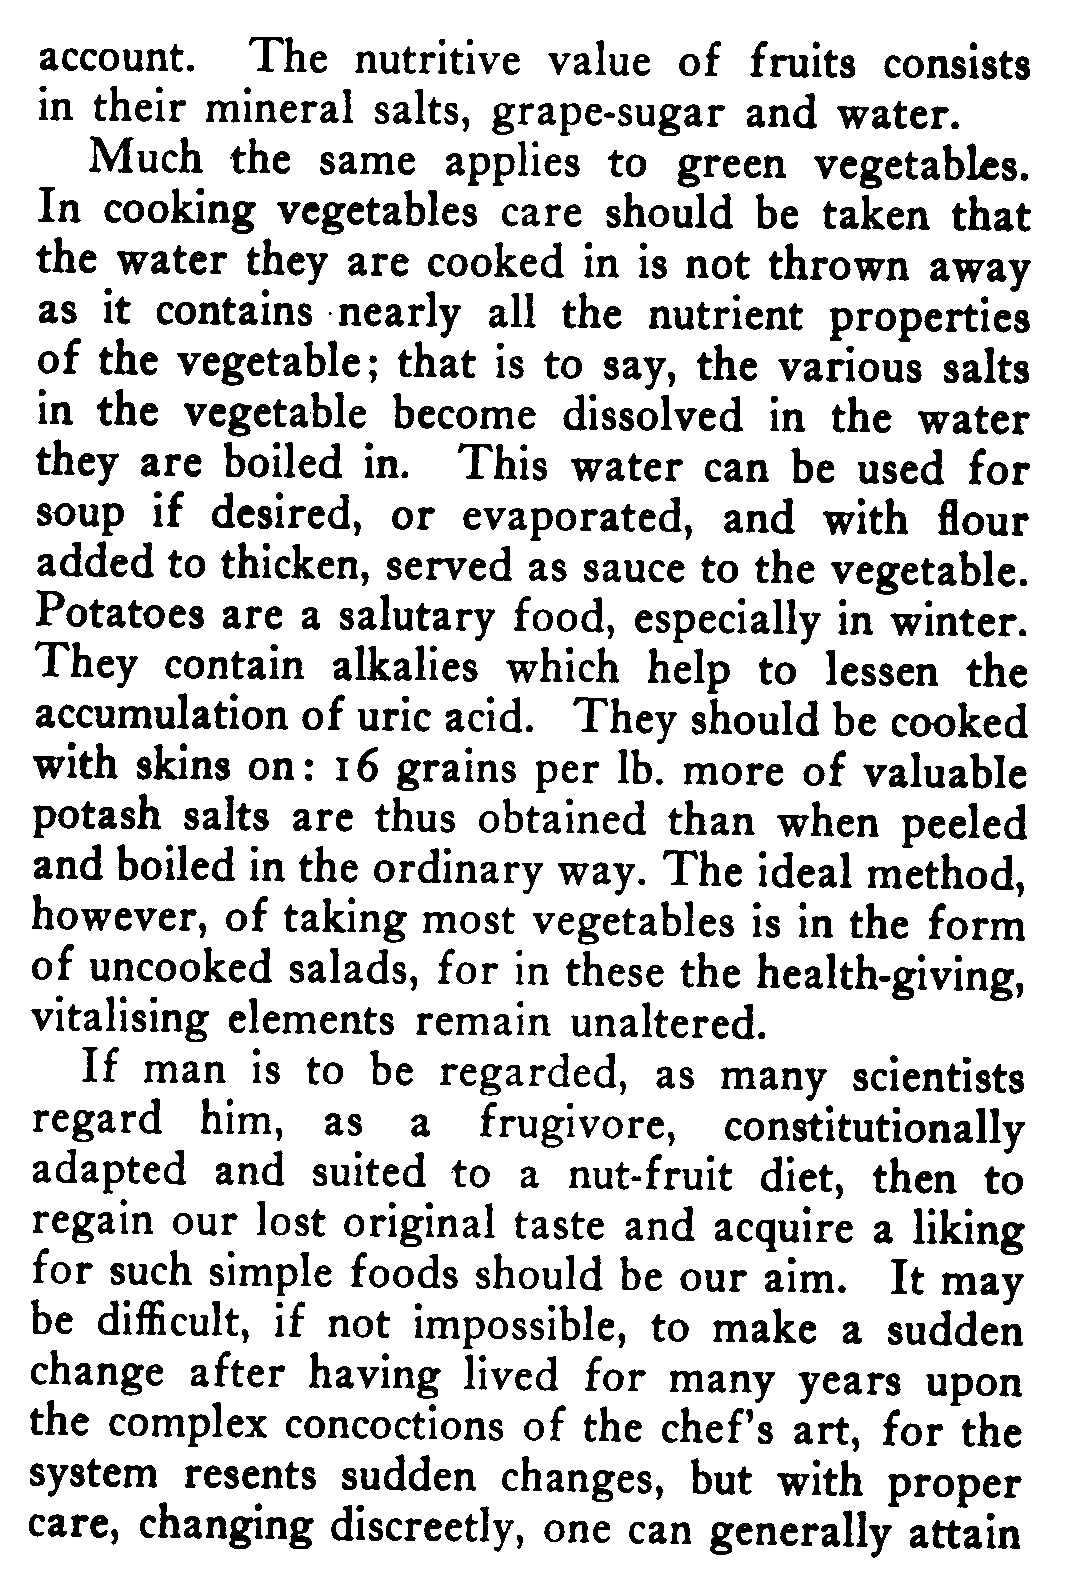 account. The nutritive value of fruits consists
in their mineral salts, grape-sugar and water.
Much the same applies to green vegetables.
In cooking vegetables care should be taken that
the water they are cooked in is not thrown away
as it contains nearly all the nutrient properties
of the vegetable; that is to say, the various salts
in the vegetable become dissolved in the water
they are boiled in. This water can be used for
soup if desired, or evaporated, and with flour
added to thicken, served as sauce to the vegetable.
Potatoes are a salutary food, especially in winter.
They contain alkalies which help to lessen the
accumulation of uric acid. They should be cooked
with skins on: 16 grains per lb. more of valuable
potash salts are thus obtained than when peeled
and boiled in the ordinary way. The ideal method,
however, of taking most vegetables is in the form
of uncooked salads, for in these the health-giving,
vitalising elements remain unaltered.
If man is to be regarded, as many scientists
regard him, as a frugivore, constitutionally
adapted and suited to a nut-fruit diet, then to
regain our lost original taste and acquire a liking
for such simple foods should be our aim. It may
be difficult, if not impossible, to make a sudden
change after having lived for many years upon
the complex concoctions of the chef's art, for the
system resents sudden changes, but with proper
care, changing discreetly, one can generally attain